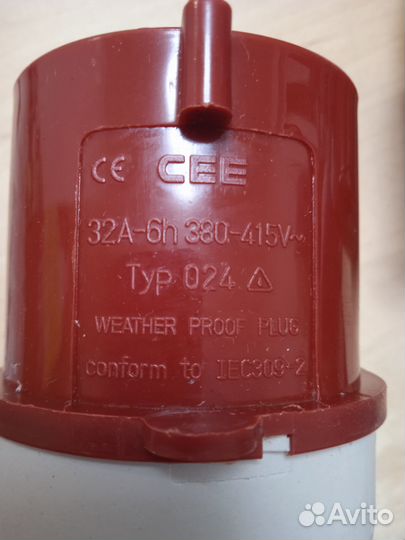 CE CEE
32A-6h 380-415V~
Typ 024
WEATHER PROOF PLUG
conform to IEC309-2
Avito